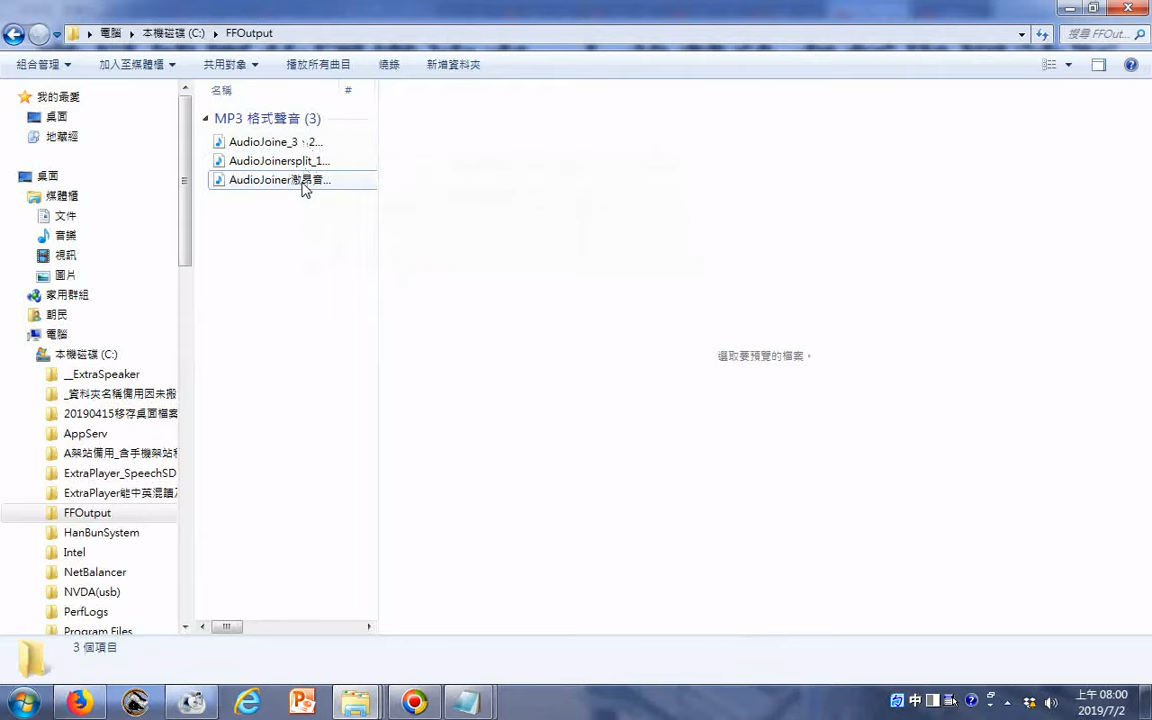 電腦 本機磁碟 (C:) FFOutput
搜尋 FFOut...
組合管理 加入至媒體櫃 共用對象 播放所有曲目 燒錄 新增資料夾
名稱 #
MP3 格式聲音 (3)
AudioJoinersplit_1...
我的最愛
桌面
地藏經
桌面
媒體櫃
文件
音樂
視訊
圖片
家用群組
朝民
電腦
本機磁碟 (C:)
__ExtraSpeaker
_資料夾名稱備用因未搬
20190415移存桌面檔案
AppServ
A架站備用_含手機架站程
ExtraPlayer_SpeechSD
ExtraPlayer能中英混讀
FFOutput
HanBunSystem
Intel
NetBalancer
NVDA(usb)
PerfLogs
Program Files
選取要預覽的檔案。
3 個項目
中
上午 08:00
2019/7/2